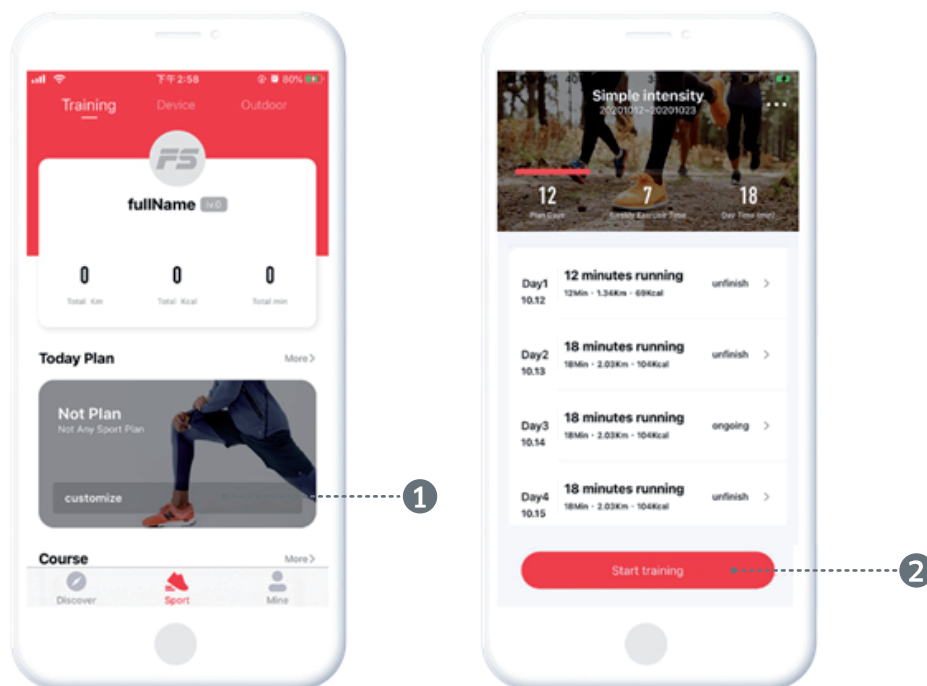 下午2:58
80%
Training
Device
Outdoor
FS
fullName
lv.0
0
0
0
Total Km
Total Kcal
Total min
Today Plan
More>
Not Plan
Not Any Sport Plan
customize
1
Course
More>
Discover
Sport
Mine
Simple intensity
20201012~20201023
12
7
18
Plan Days
Weekly Exercise Time
Day Time (min)
Day1
10.12
12 minutes running
12Min - 1.34Km - 69Kcal
unfinish >
Day2
10.13
18 minutes running
18Min - 2.03Km - 104Kcal
unfinish >
Day3
10.14
18 minutes running
18Min - 2.03Km - 104Kcal
ongoing >
Day4
10.15
18 minutes running
18Min - 2.03Km - 104Kcal
unfinish >
Start training
2